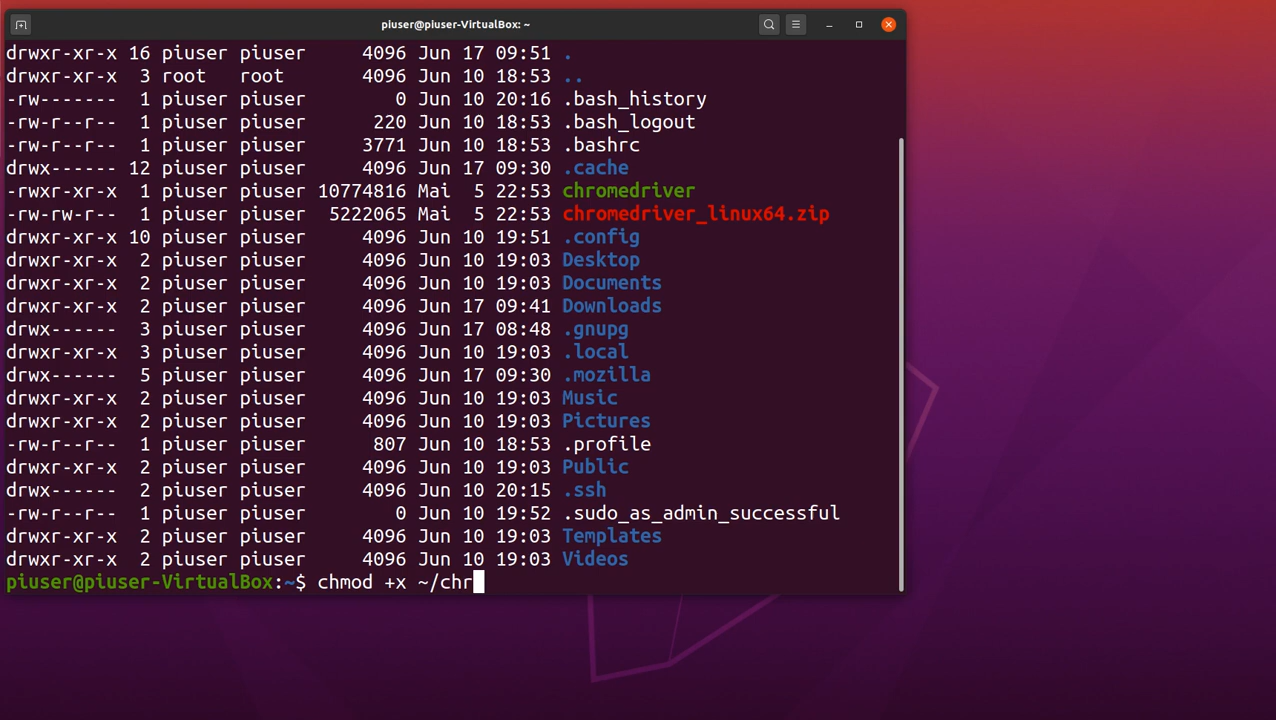 piuser@piuser-VirtualBox: ~
drwxr-xr-x 16 piuser piuser     4096 Jun 17 09:51 .
drwxr-xr-x  3 root   root       4096 Jun 10 18:53 ..
-rw-------  1 piuser piuser        0 Jun 10 20:16 .bash_history
-rw-r--r--  1 piuser piuser      220 Jun 10 18:53 .bash_logout
-rw-r--r--  1 piuser piuser     3771 Jun 10 18:53 .bashrc
drwx------ 12 piuser piuser     4096 Jun 17 09:30 .cache
-rwxr-xr-x  1 piuser piuser 10774816 Mai  5 22:53 chromedriver
-rw-rw-r--  1 piuser piuser  5222065 Mai  5 22:53 chromedriver_linux64.zip
drwxr-xr-x 10 piuser piuser     4096 Jun 10 19:51 .config
drwxr-xr-x  2 piuser piuser     4096 Jun 10 19:03 Desktop
drwxr-xr-x  2 piuser piuser     4096 Jun 10 19:03 Documents
drwxr-xr-x  2 piuser piuser     4096 Jun 17 09:41 Downloads
drwx------  3 piuser piuser     4096 Jun 17 08:48 .gnupg
drwxr-xr-x  3 piuser piuser     4096 Jun 10 19:03 .local
drwx------  5 piuser piuser     4096 Jun 17 09:30 .mozilla
drwxr-xr-x  2 piuser piuser     4096 Jun 10 19:03 Music
drwxr-xr-x  2 piuser piuser     4096 Jun 10 19:03 Pictures
-rw-r--r--  1 piuser piuser      807 Jun 10 18:53 .profile
drwxr-xr-x  2 piuser piuser     4096 Jun 10 19:03 Public
drwx------  2 piuser piuser     4096 Jun 10 20:15 .ssh
-rw-r--r--  1 piuser piuser        0 Jun 10 19:52 .sudo_as_admin_successful
drwxr-xr-x  2 piuser piuser     4096 Jun 10 19:03 Templates
drwxr-xr-x  2 piuser piuser     4096 Jun 10 19:03 Videos
piuser@piuser-VirtualBox:~$ chmod +x ~/chr